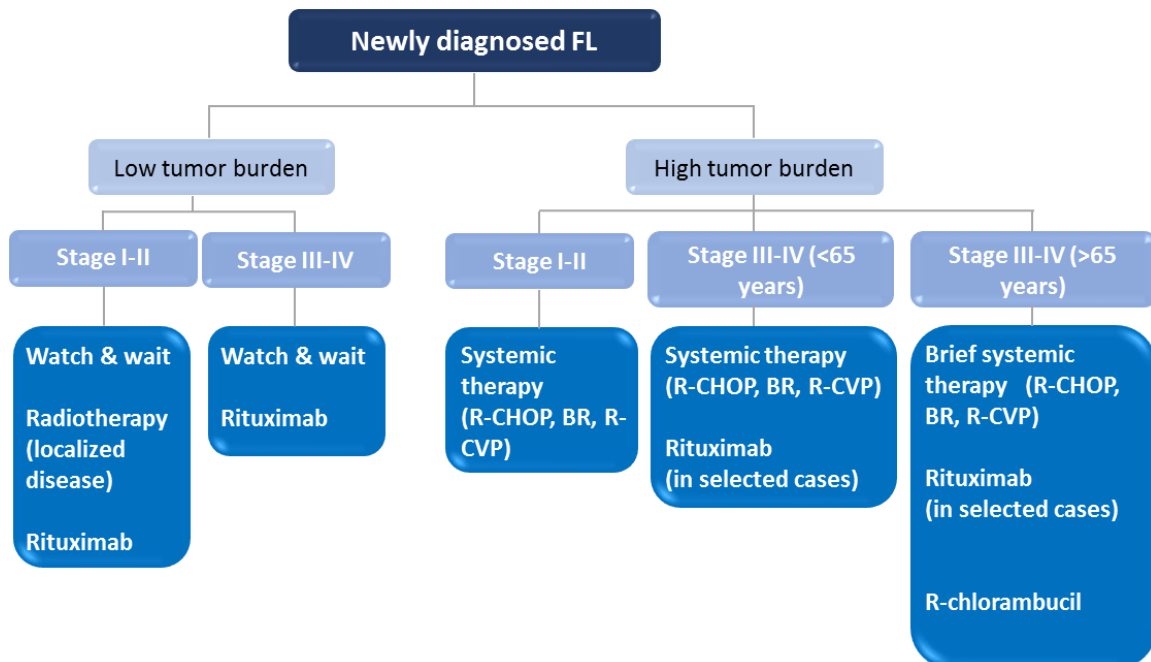 Newly diagnosed FL
Low tumor burden
High tumor burden
Stage I-II
Stage III-IV
Stage I-II
Stage III-IV (<65
years)
Stage III-IV (>65
years)
Watch & wait
Radiotherapy
(localized
disease)
Rituximab
Watch & wait
Rituximab
Systemic
therapy
(R-CHOP, BR, R-
CVP)
Systemic therapy
(R-CHOP, BR, R-CVP)
Rituximab
(in selected cases)
Brief systemic
therapy (R-CHOP,
BR, R-CVP)
Rituximab
(in selected cases)
R-chlorambucil